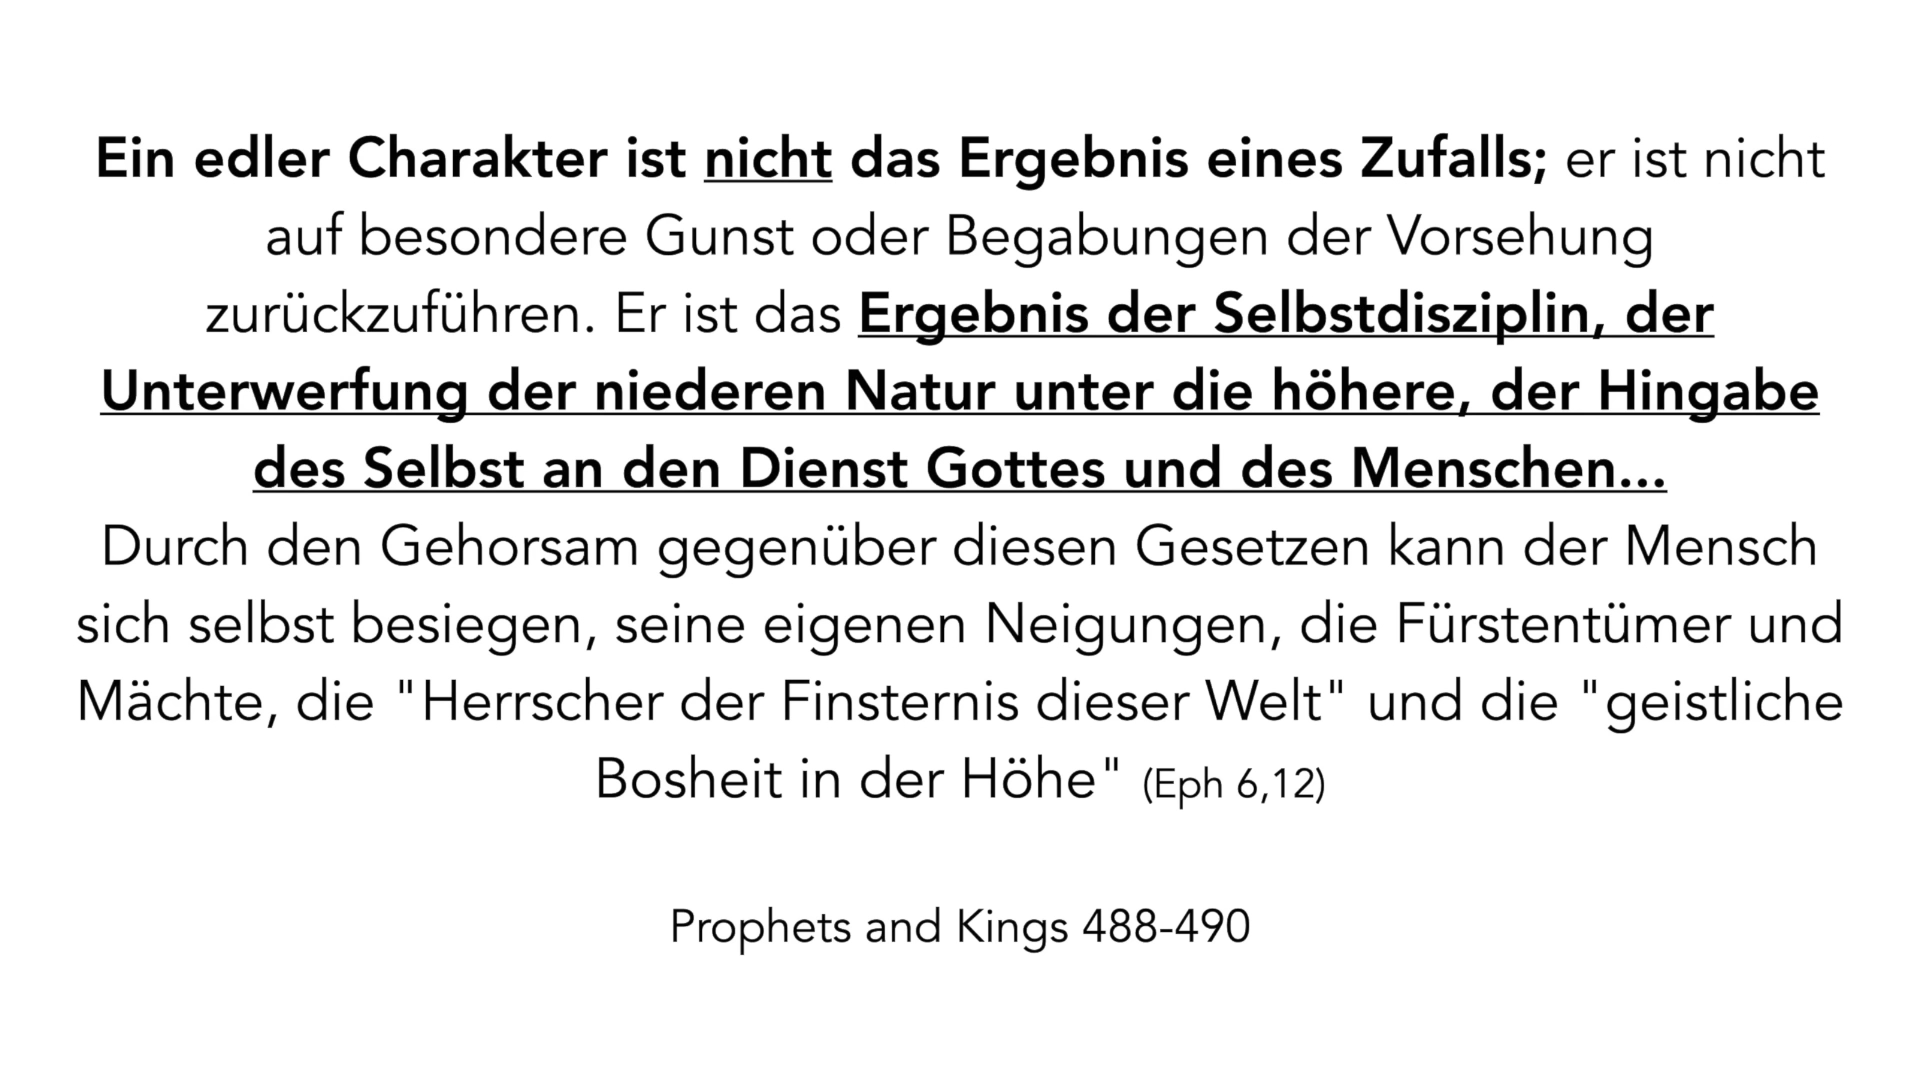 Ein edler Charakter ist nicht das Ergebnis eines Zufalls; er ist nicht
auf besondere Gunst oder Begabungen der Vorsehung
zurückzuführen. Er ist das Ergebnis der Selbstdisziplin, der
Unterwerfung der niederen Natur unter die höhere, der Hingabe
des Selbst an den Dienst Gottes und des Menschen...
Durch den Gehorsam gegenüber diesen Gesetzen kann der Mensch
sich selbst besiegen, seine eigenen Neigungen, die Fürstentümer und
Mächte, die "Herrscher der Finsternis dieser Welt" und die "geistliche
Bosheit in der Höhe" (Eph 6,12)
Prophets and Kings 488-490